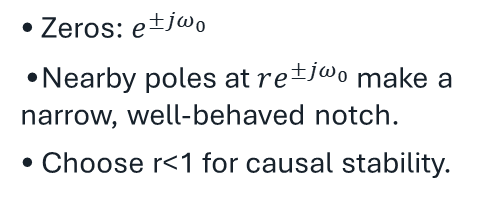 • Zeros: 𝑒^{±𝑗𝜔₀}
•Nearby poles at 𝑟𝑒^{±𝑗𝜔₀} make a
narrow, well-behaved notch.
• Choose r<1 for causal stability.